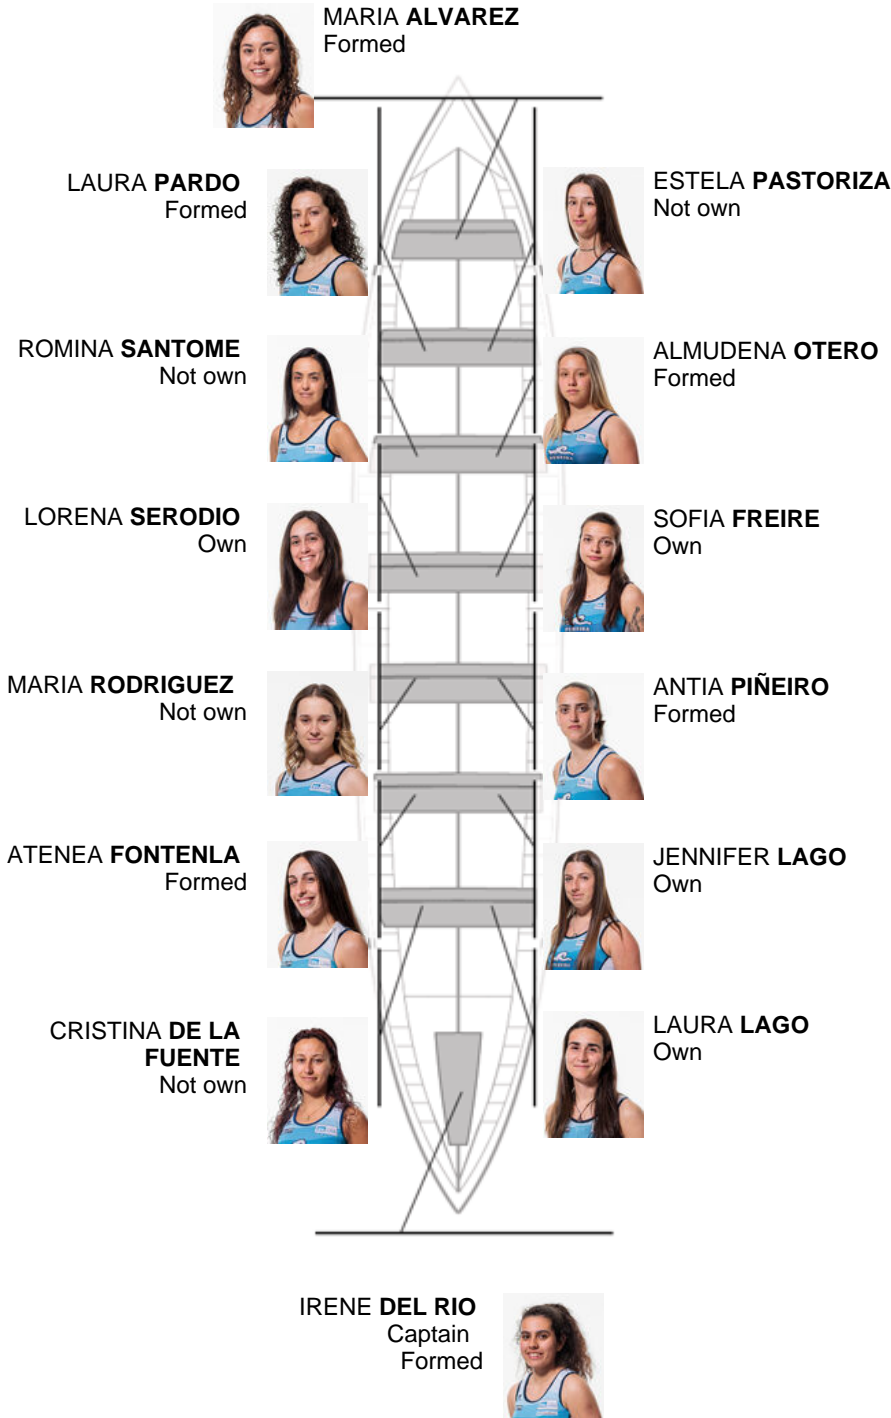 MARIA ALVAREZ
Formed
LAURA PARDO
Formed
ESTELA PASTORIZA
Not own
ROMINA SANTOME
Not own
ALMUDENA OTERO
Formed
LORENA SERODIO
Own
SOFIA FREIRE
Own
MARIA RODRIGUEZ
Not own
ANTIA PIÑEIRO
Formed
ATENEA FONTENLA
Formed
JENNIFER LAGO
Own
CRISTINA DE LA
FUENTE
Not own
LAURA LAGO
Own
IRENE DEL RIO
Captain
Formed